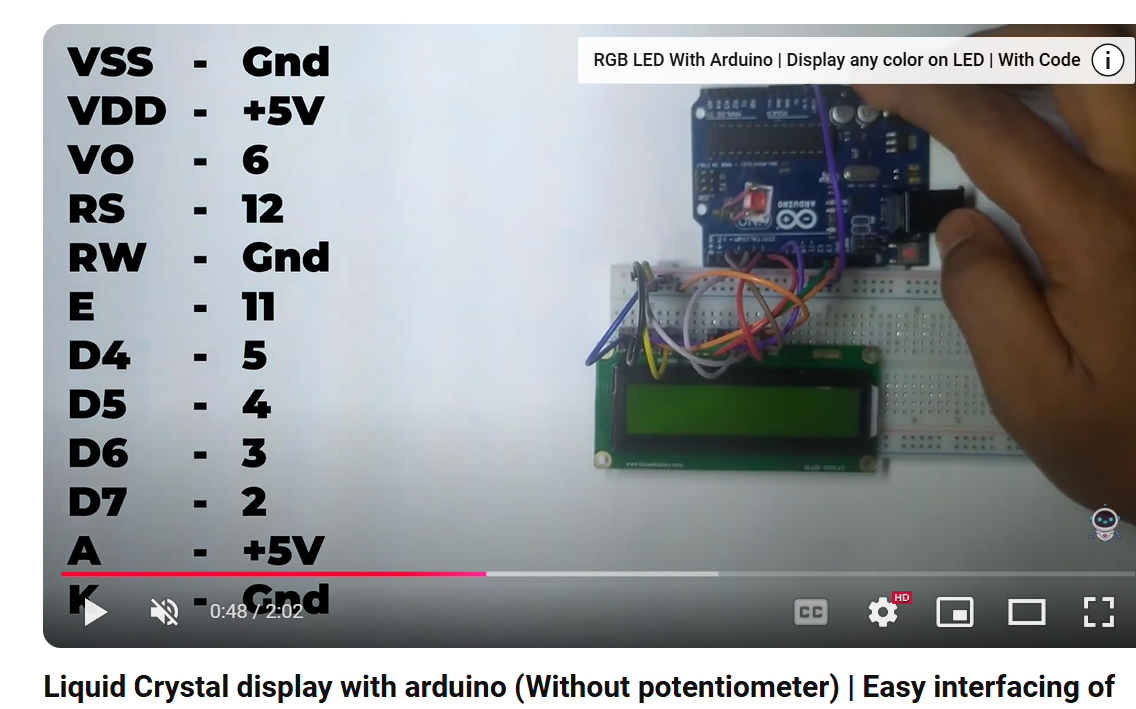 VSS - Gnd
VDD - +5V
VO - 6
RS - 12
RW - Gnd
E - 11
D4 - 5
D5 - 4
D6 - 3
D7 - 2
A - +5V
K - Gnd
RGB LED With Arduino | Display any color on LED | With Code
ARDUINO
0:48 / 2:02
CC
HD
Liquid Crystal display with arduino (Without potentiometer) | Easy interfacing of